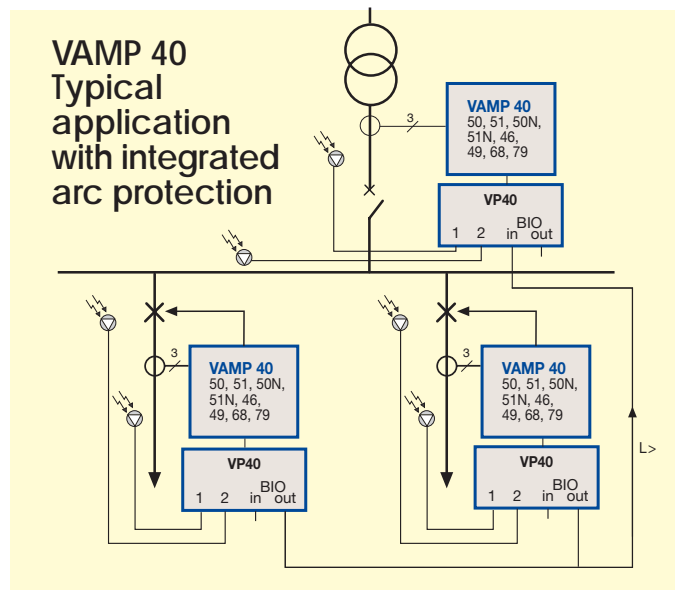 VAMP 40
Typical
application
with integrated
arc protection
3
VAMP 40
50, 51, 50N,
51N, 46,
49, 68, 79
VP40
BIO
1 2 in out
3
VAMP 40
50, 51, 50N,
51N, 46,
49, 68, 79
VP40
BIO
1 2 in out
3
VAMP 40
50, 51, 50N,
51N, 46,
49, 68, 79
VP40
BIO
1 2 in out
L>